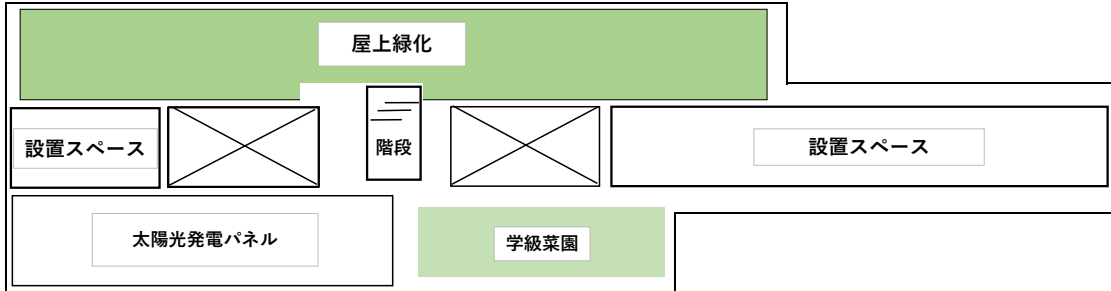 屋上緑化
設置スペース
階段
設置スペース
太陽光発電パネル
学級菜園